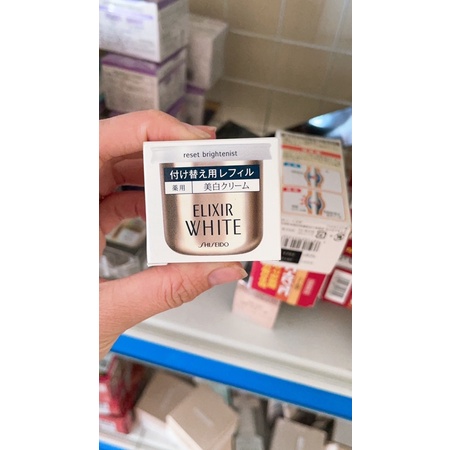 reset brightenist
付け替え用レフィル
薬用 美白クリーム
ELIXIR
WHITE
SHISEIDO